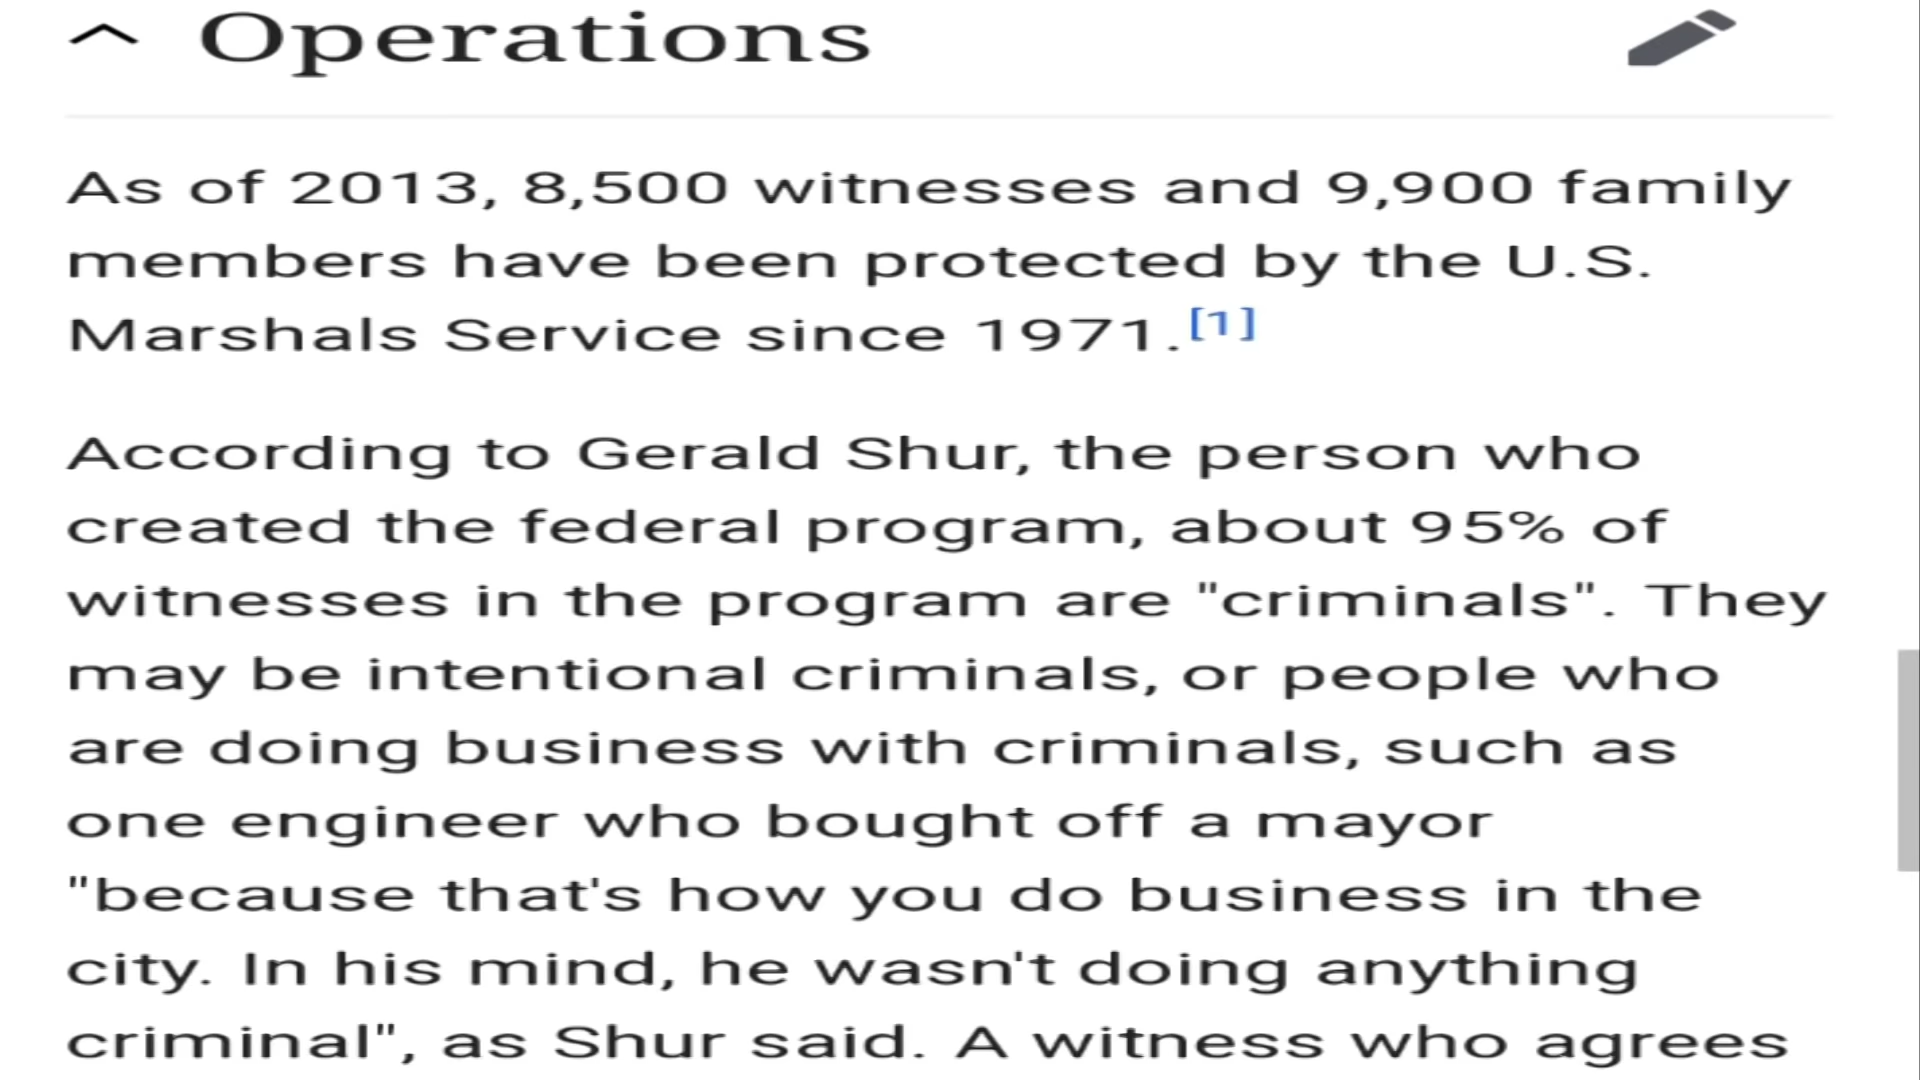 Operations
As of 2013, 8,500 witnesses and 9,900 family
members have been protected by the U.S.
Marshals Service since 1971.[1]
According to Gerald Shur, the person who
created the federal program, about 95% of
witnesses in the program are "criminals". They
may be intentional criminals, or people who
are doing business with criminals, such as
one engineer who bought off a mayor
"because that's how you do business in the
city. In his mind, he wasn't doing anything
criminal", as Shur said. A witness who agrees